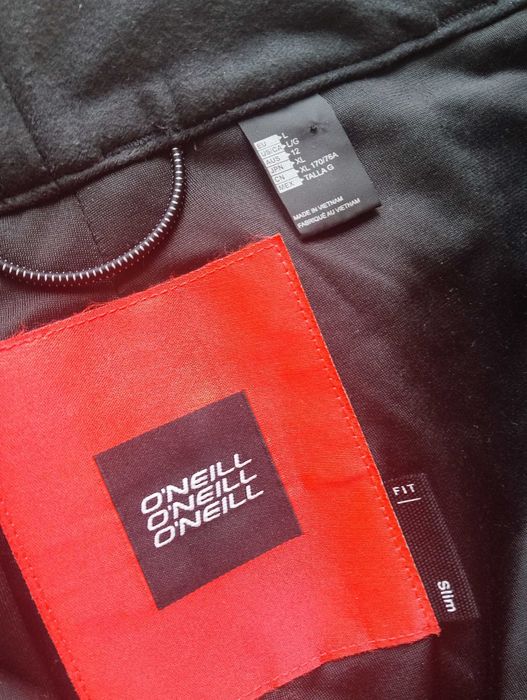 EU L
US/CA L/G
AUS 12
JPN XL
CN XL 170/76A
MEX TALLA G
MADE IN VIETNAM
FABRIQUÉ AU VIETNAM
O'NEILL
O'NEILL
O'NEILL
FIT
Slim